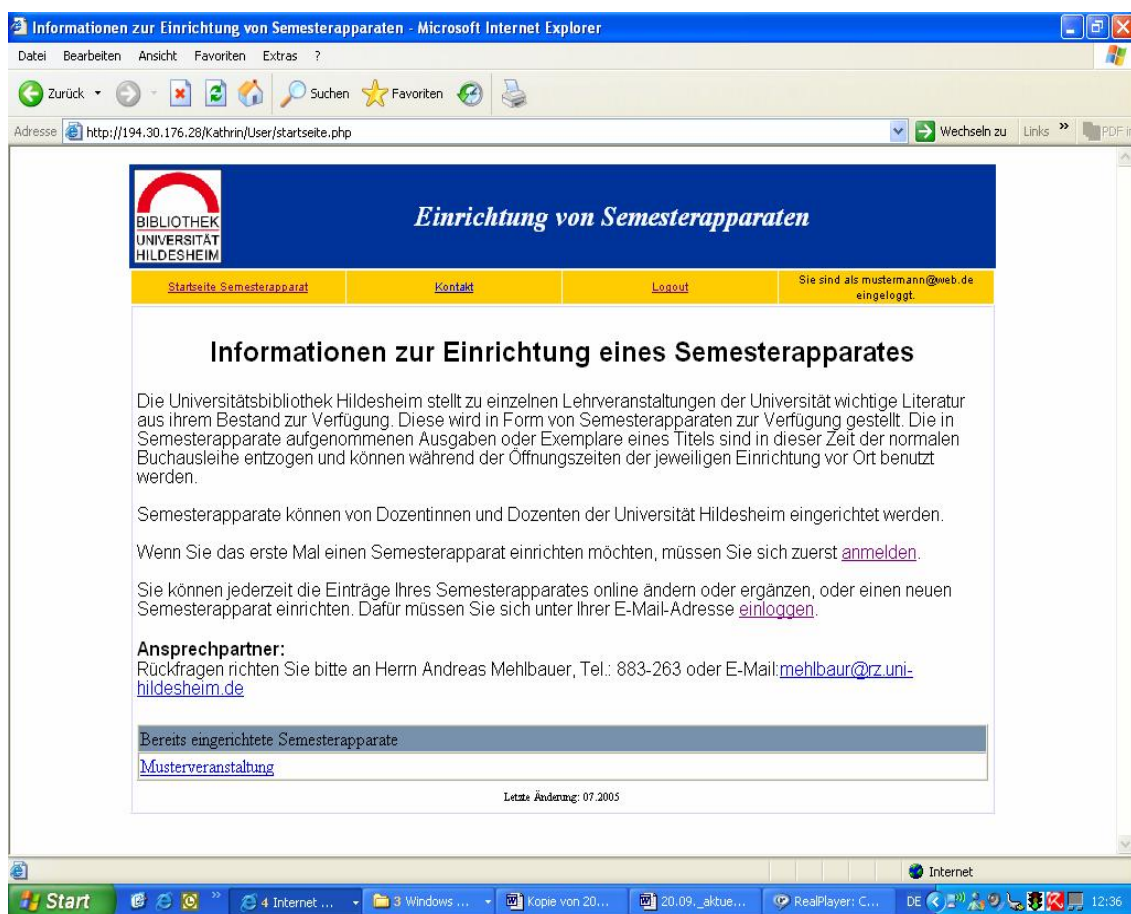 Informationen zur Einrichtung von Semesterapparaten - Microsoft Internet Explorer
Datei Bearbeiten Ansicht Favoriten Extras ?
Zurück Suchen Favoriten
Adresse http://194.30.176.28/Kathrin/User/startseite.php Wechseln zu Links » PDF
BIBLIOTHEK
UNIVERSITÄT
HILDESHEIM
Einrichtung von Semesterapparaten
Startseite Semesterapparat Kontakt Logout Sie sind als mustermann@web.de
eingeloggt.
Informationen zur Einrichtung eines Semesterapparates
Die Universitätsbibliothek Hildesheim stellt zu einzelnen Lehrveranstaltungen der Universität wichtige Literatur
aus ihrem Bestand zur Verfügung. Diese wird in Form von Semesterapparaten zur Verfügung gestellt. Die in
Semesterapparate aufgenommenen Ausgaben oder Exemplare eines Titels sind in dieser Zeit der normalen
Buchausleihe entzogen und können während der Öffnungszeiten der jeweiligen Einrichtung vor Ort benutzt
werden.
Semesterapparate können von Dozentinnen und Dozenten der Universität Hildesheim eingerichtet werden.
Wenn Sie das erste Mal einen Semesterapparat einrichten möchten, müssen Sie sich zuerst anmelden.
Sie können jederzeit die Einträge Ihres Semesterapparates online ändern oder ergänzen, oder einen neuen
Semesterapparat einrichten. Dafür müssen Sie sich unter Ihrer E-Mail-Adresse einloggen.
Ansprechpartner:
Rückfragen richten Sie bitte an Herrn Andreas Mehlbauer, Tel.: 883-263 oder E-Mail:mehlbaur@rz.uni-
hildesheim.de
Bereits eingerichtete Semesterapparate
Musterveranstaltung
Letzte Änderung: 07.2005
Internet
Start » 4 Internet ... 3 Windows ... Kopie von 20... 20.09._aktue... RealPlayer: C... DE 12:36